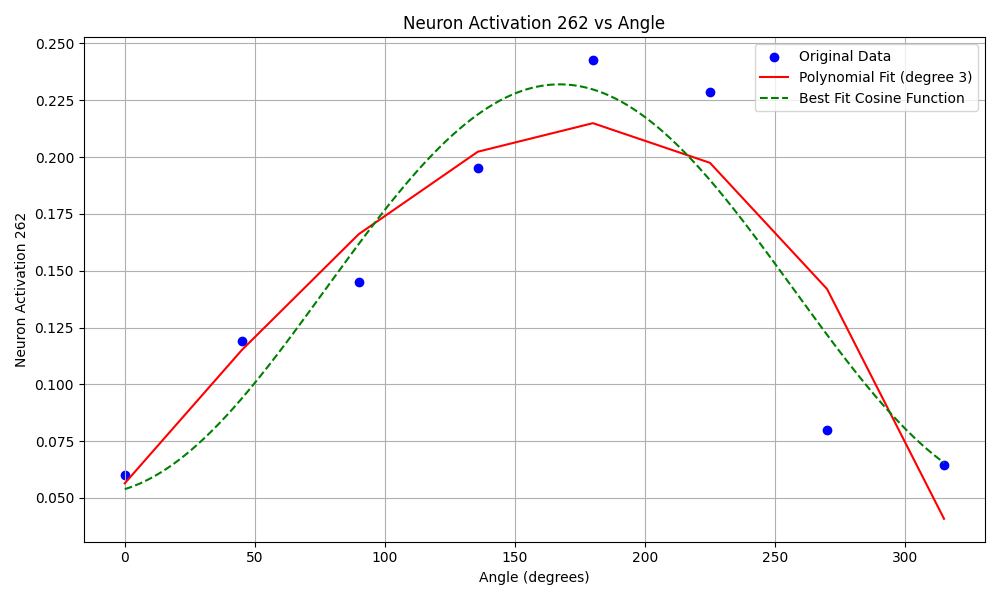 Neuron Activation 262 vs Angle
Original Data
Polynomial Fit (degree 3)
Best Fit Cosine Function
Neuron Activation 262
0.250
0.225
0.200
0.175
0.150
0.125
0.100
0.075
0.050
0 50 100 150 200 250 300
Angle (degrees)